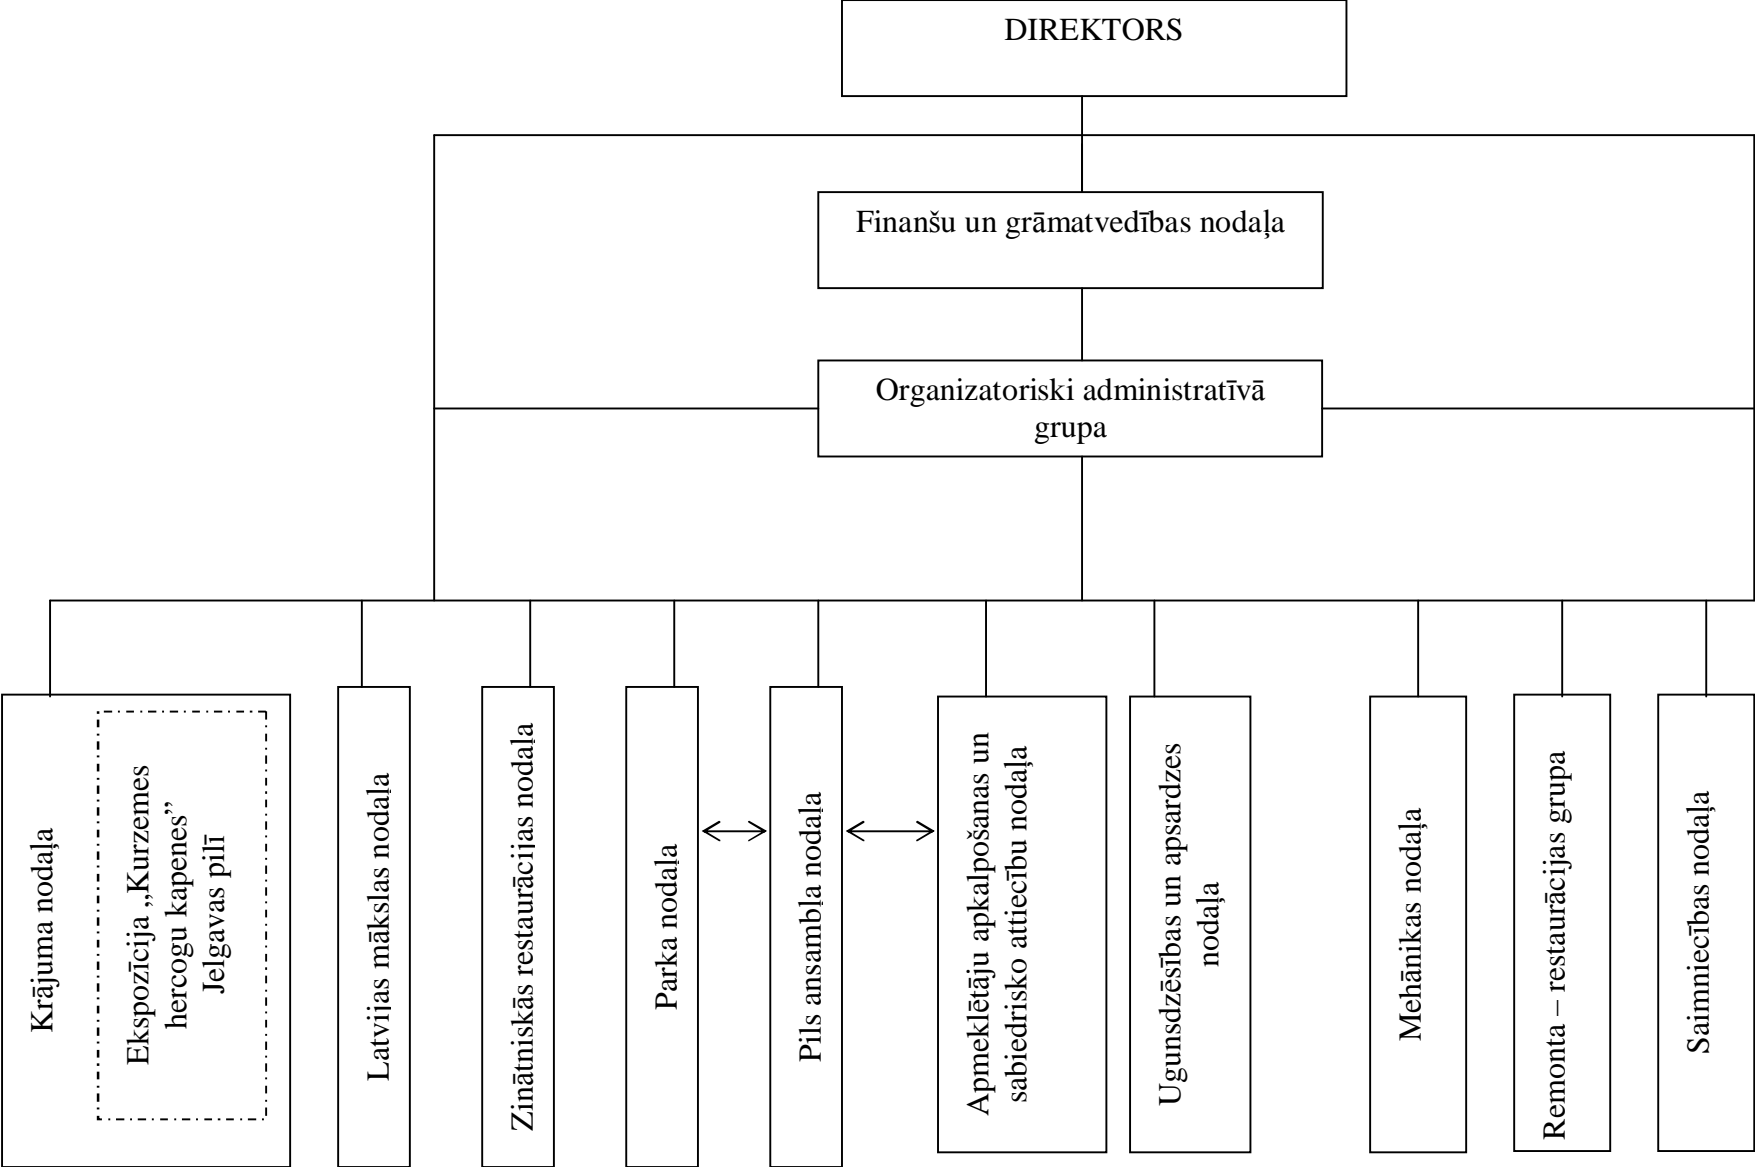 DIREKTORS
Finanšu un grāmatvedības nodaļa
Organizatoriski administratīvā
grupa
Krājuma nodaļa
Ekspozīcija „Kurzemes
hercogu kapenes”
Jelgavas pilī
Latvijas mākslas nodaļa
Zinātniskās restaurācijas nodaļa
Parka nodaļa
Pils ansambļa nodaļa
Apmeklētāju apkalpošanas un
sabiedrisko attiecību nodaļa
Ugunsdzēsības un apsardzes
nodaļa
Mehānikas nodaļa
Remonta – restaurācijas grupa
Saimniecības nodaļa